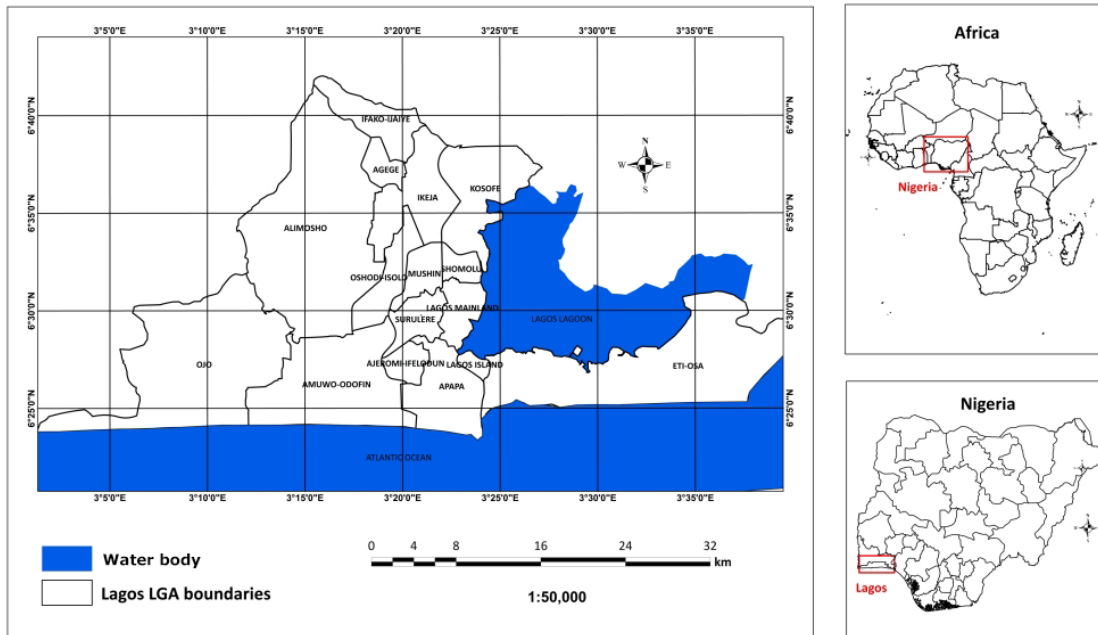 3°5'0"E 3°10'0"E 3°15'0"E 3°20'0"E 3°25'0"E 3°30'0"E 3°35'0"E
6°40'0"N 6°40'0"N
6°35'0"N 6°35'0"N
6°30'0"N 6°30'0"N
6°25'0"N 6°25'0"N
IFAKO-IJAIYE
AGEGE
IKEJA
KOSOFE
ALIMOSHO
OSHODI-ISOLO
MUSHIN
SHOMOLU
LAGOS MAINLAND
SURULERE
LAGOS LAGOON
OJO
AJEROMI-IFELODUN
LAGOS ISLAND
ETI-OSA
AMUWO-ODOFIN
APAPA
ATLANTIC OCEAN
N
W E
S
3°5'0"E 3°10'0"E 3°15'0"E 3°20'0"E 3°25'0"E 3°30'0"E 3°35'0"E
Water body
Lagos LGA boundaries
0 2 4 8 16 24 32
km
1:50,000
Africa
Nigeria
Nigeria
Lagos